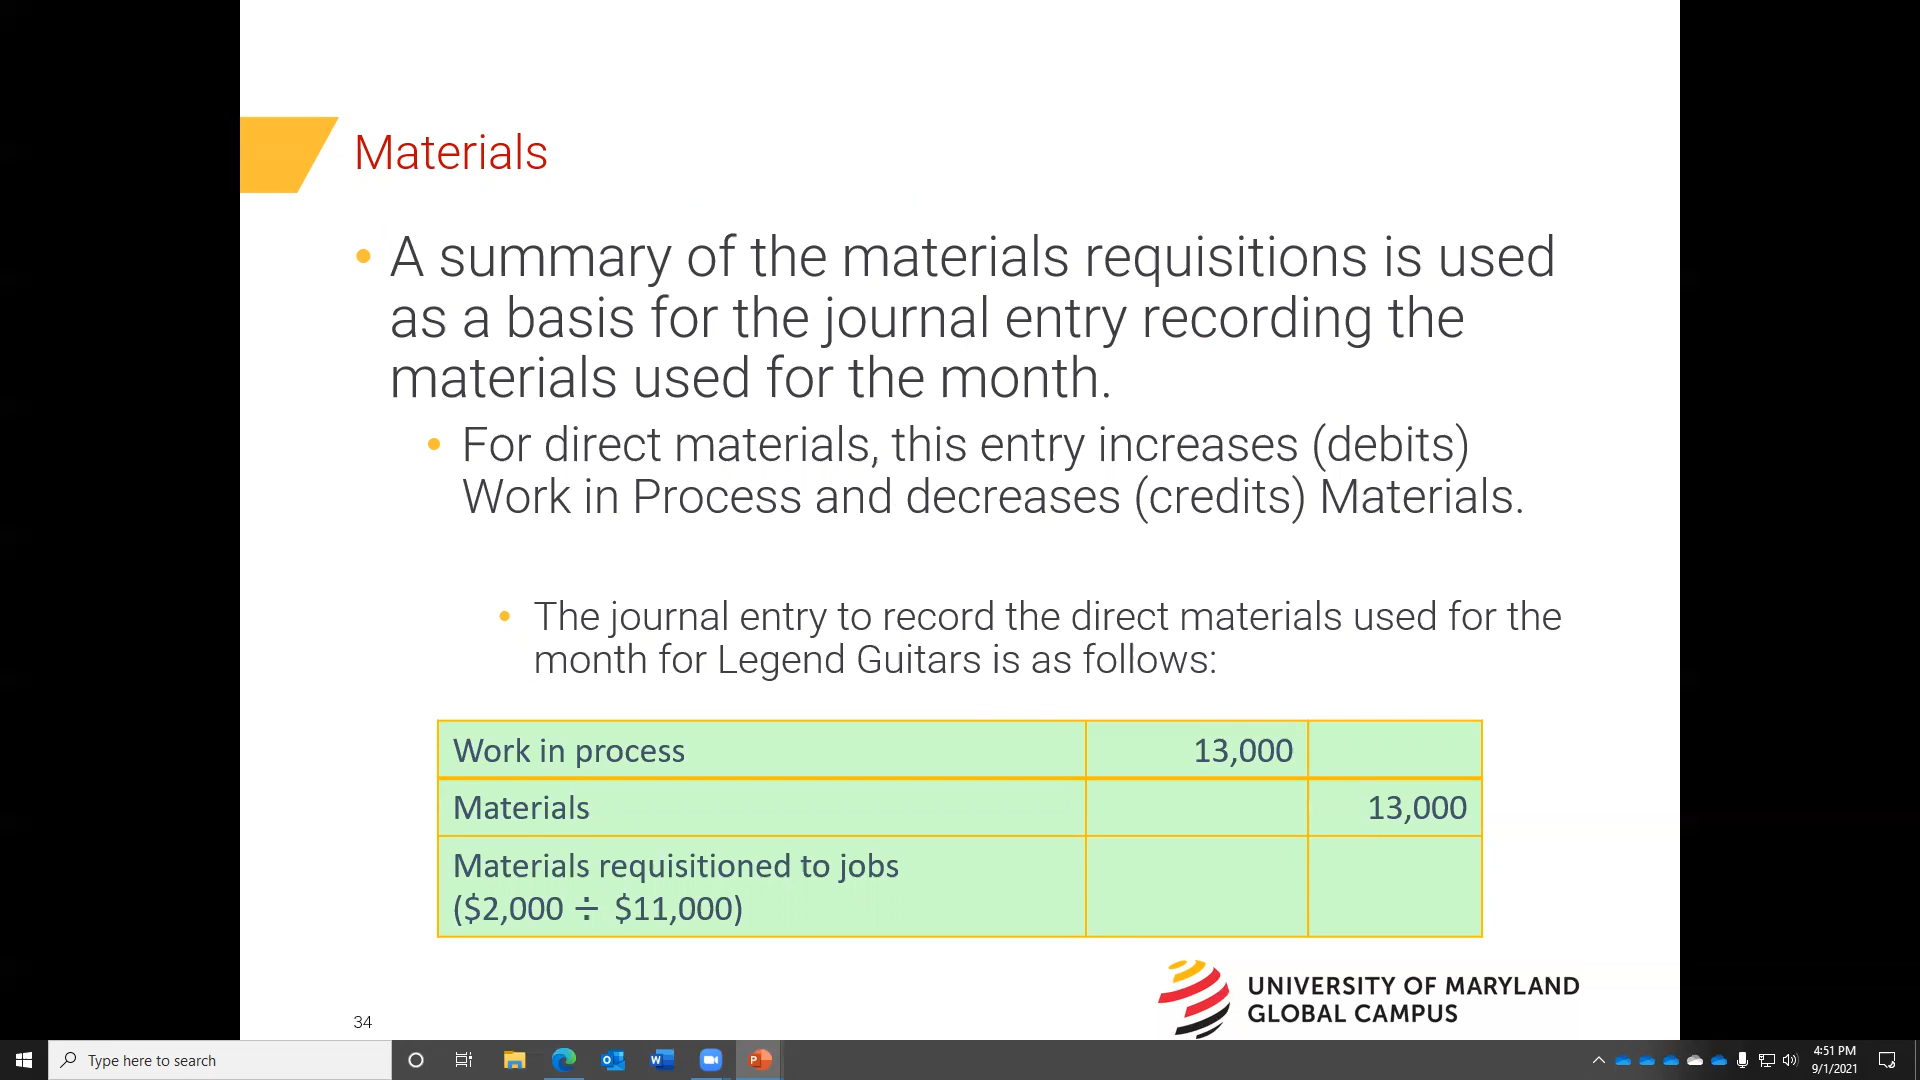 Materials
• A summary of the materials requisitions is used
as a basis for the journal entry recording the
materials used for the month.
• For direct materials, this entry increases (debits)
Work in Process and decreases (credits) Materials.
• The journal entry to record the direct materials used for the
month for Legend Guitars is as follows:
Work in process 13,000
Materials 13,000
Materials requisitioned to jobs
($2,000 ÷ $11,000)
UNIVERSITY OF MARYLAND
GLOBAL CAMPUS
34
Type here to search
4:51 PM
9/1/2021